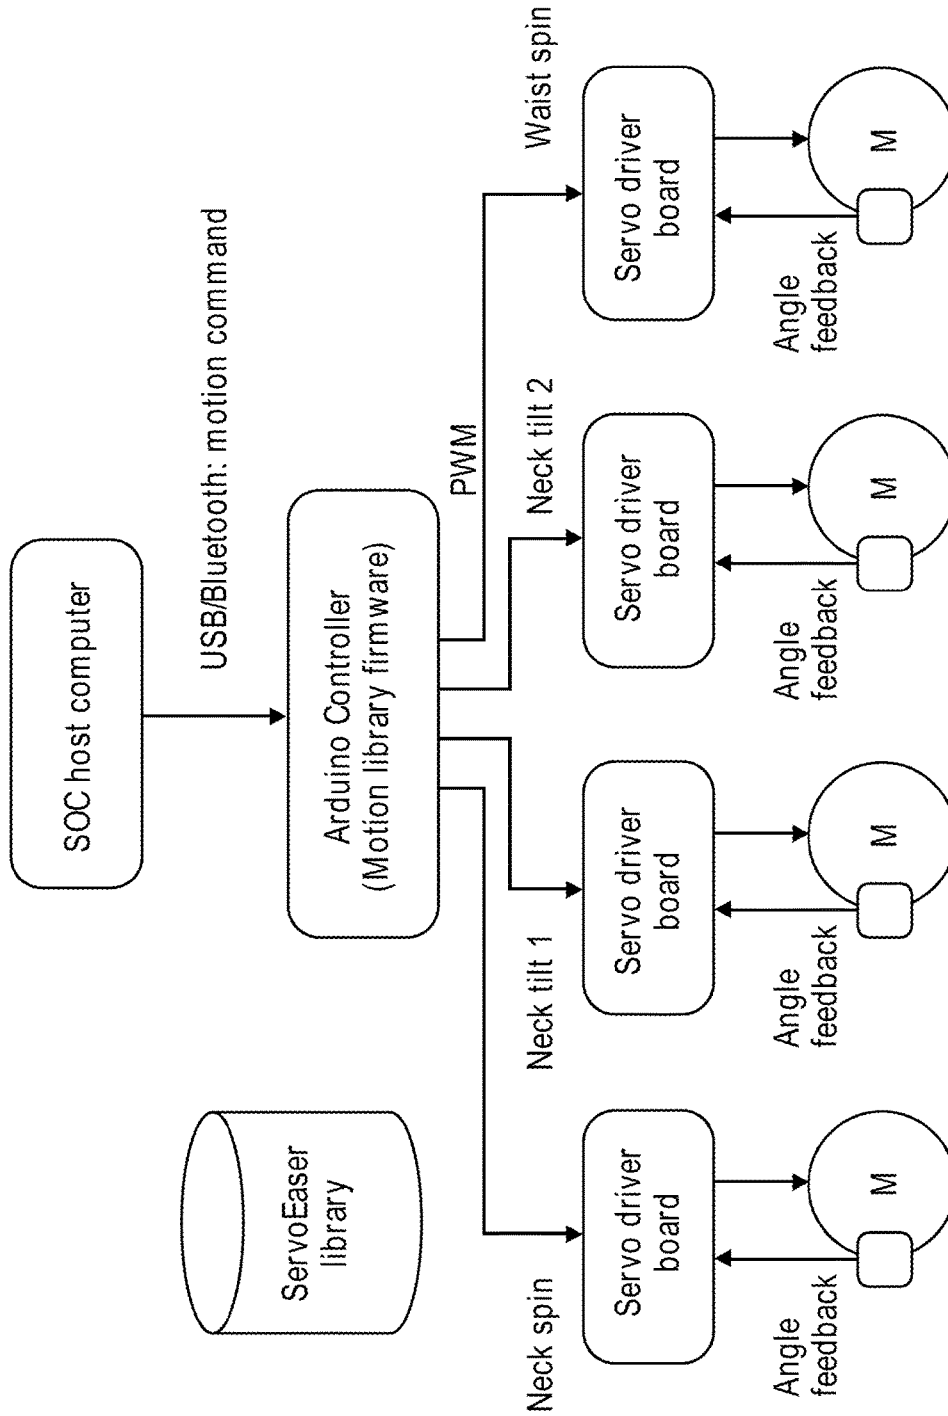 SOC host computer
USB/Bluetooth: motion command
ServoEaser
library
Arduino Controller
(Motion library firmware)
PWM
Neck spin
Neck tilt 1
Neck tilt 2
Waist spin
Servo driver
board
Servo driver
board
Servo driver
board
Servo driver
board
Angle
feedback
Angle
feedback
Angle
feedback
Angle
feedback
M
M
M
M